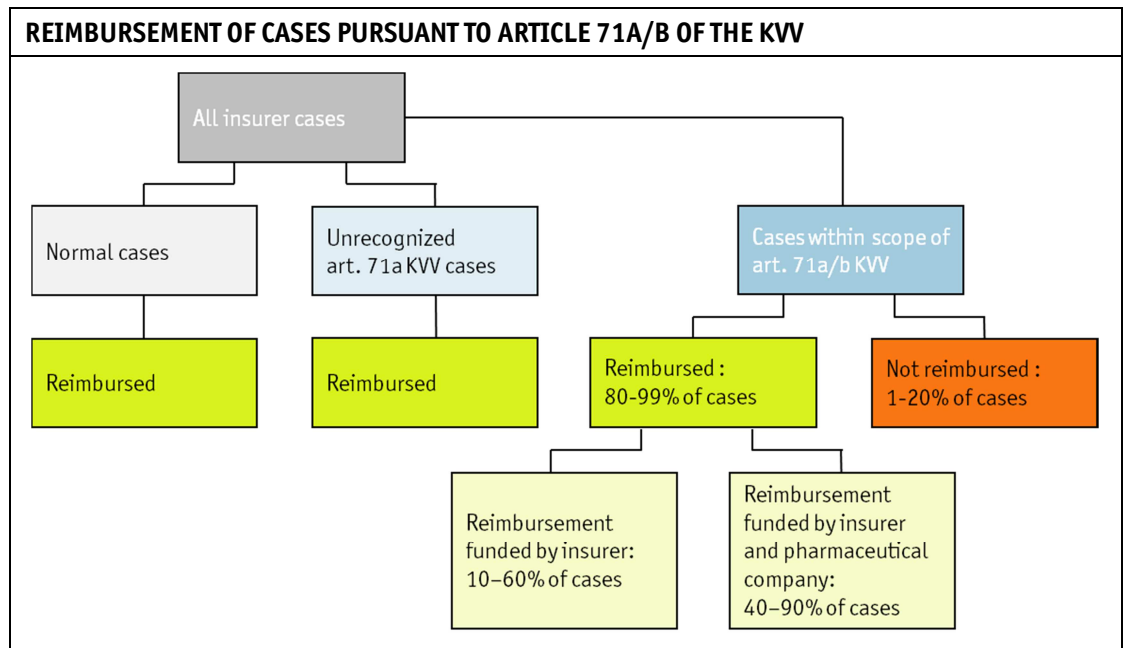 REIMBURSEMENT OF CASES PURSUANT TO ARTICLE 71A/B OF THE KVV
All insurer cases
Normal cases
Unrecognized
art. 71a KVV cases
Cases within scope of
art. 71a/b KVV
Reimbursed
Reimbursed
Reimbursed :
80-99% of cases
Not reimbursed :
1-20% of cases
Reimbursement
funded by insurer:
10–60% of cases
Reimbursement
funded by insurer
and pharmaceutical
company:
40–90% of cases